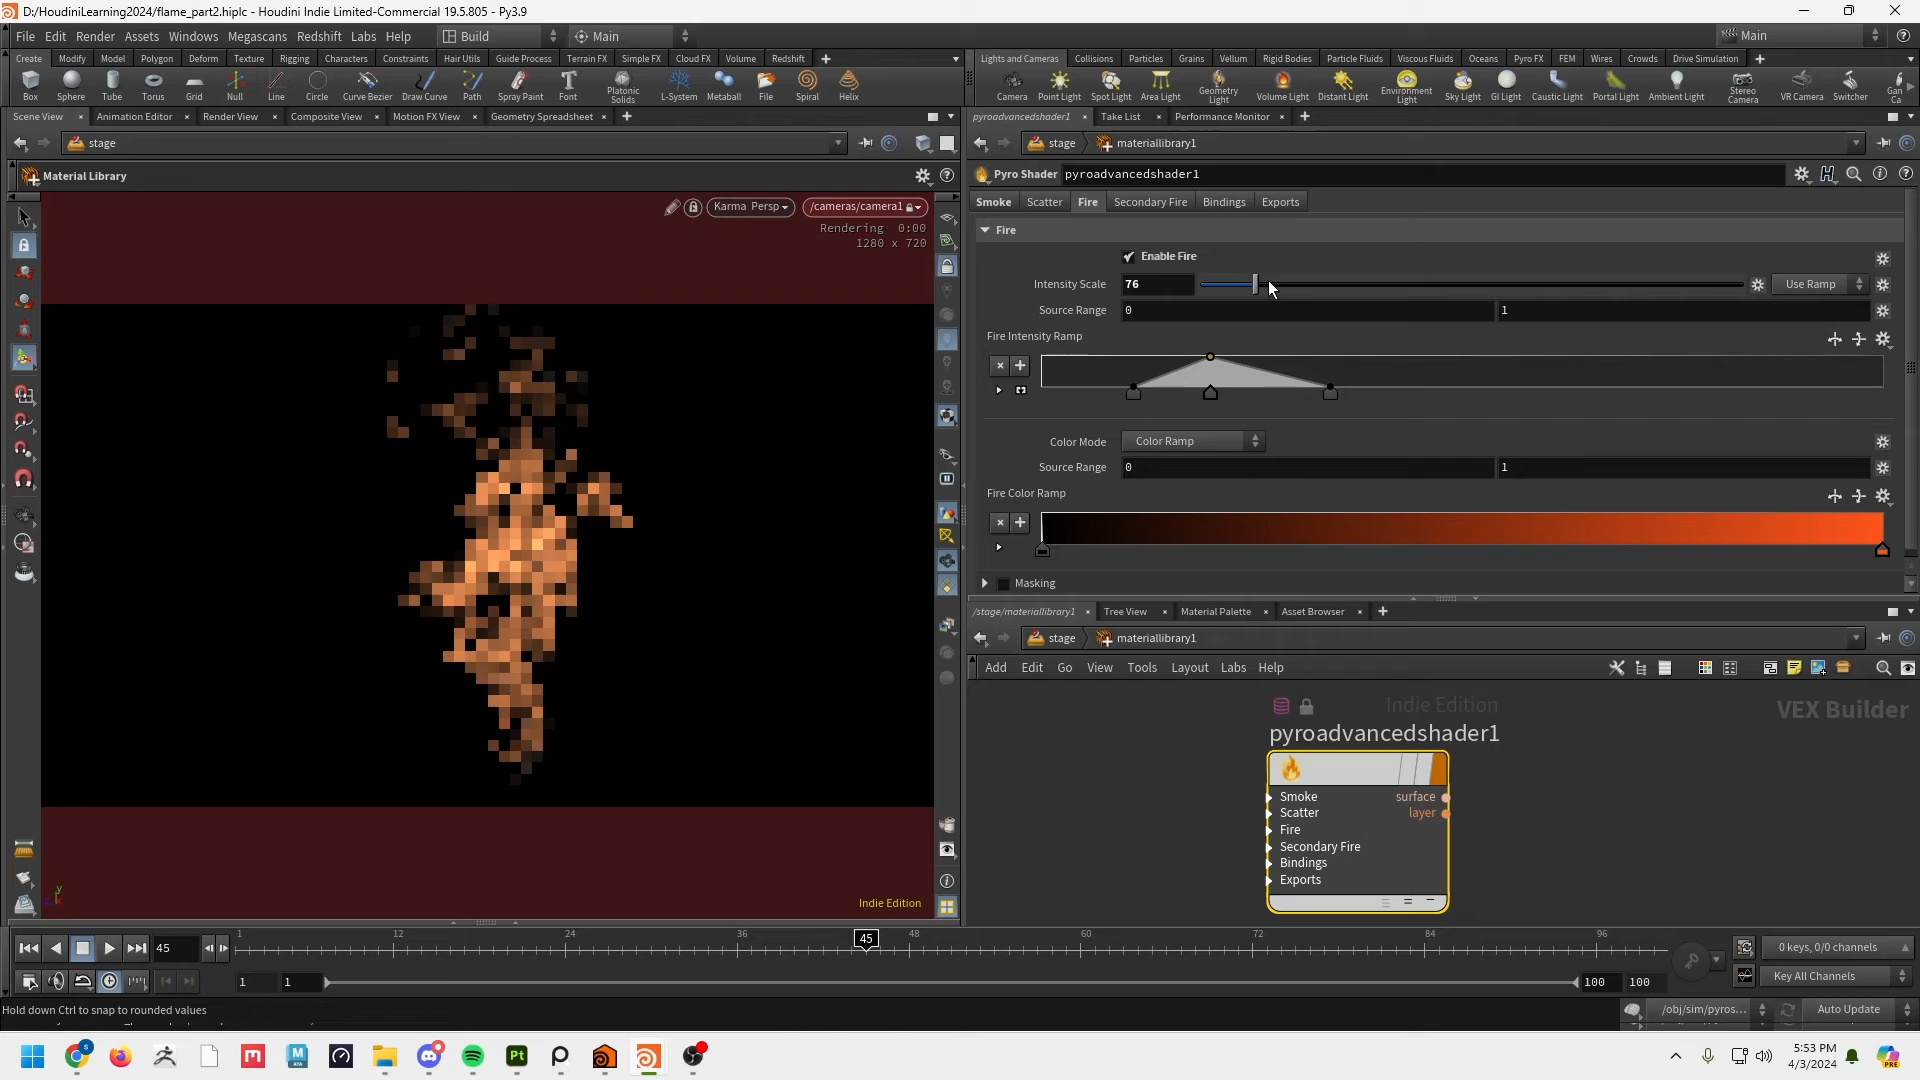 D:/HoudiniLearning2024/flame_part2.hiplc - Houdini Indie Limited-Commercial 19.5.805 - Py3.9
File Edit Render Assets Windows Megascans Redshift Labs Help Build Main Main
Create Modify Model Polygon Deform Texture Rigging Characters Constraints Hair Utils Guide Process Terrain FX Simple FX Cloud FX Volume Redshift
Lights and Cameras Collisions Particles Grains Vellum Rigid Bodies Particle Fluids Viscous Fluids Oceans Pyro FX FEM Wires Crowds Drive Simulation
Box Sphere Tube Torus Grid Null Line Circle Curve Bezier Draw Curve Path Spray Paint Font Platonic Solids L-System Metaball File Spiral Helix
Camera Point Light Spot Light Area Light Geometry Light Volume Light Distant Light Environment Light Sky Light GI Light Caustic Light Portal Light Ambient Light Stereo Camera VR Camera Switcher Gan Ca
Scene View Animation Editor Render View Composite View Motion FX View Geometry Spreadsheet
pyroadvancedshader1 Take List Performance Monitor
stage
stage materiallibrary1
Material Library
Pyro Shader pyroadvancedshader1
Karma Persp /cameras/camera1
Rendering 0:00
1280 x 720
Smoke Scatter Fire Secondary Fire Bindings Exports
Fire
Enable Fire
Intensity Scale 76 Use Ramp
Source Range 0 1
Fire Intensity Ramp
Color Mode Color Ramp
Source Range 0 1
Fire Color Ramp
Masking
/stage/materiallibrary1 Tree View Material Palette Asset Browser
stage materiallibrary1
Add Edit Go View Tools Layout Labs Help
Indie Edition
VEX Builder
pyroadvancedshader1
Smoke surface
Scatter layer
Fire
Secondary Fire
Bindings
Exports
y
Indie Edition
45 1 12 24 36 45 48 60 72 84 96
0 keys, 0/0 channels
1 1 100 100
Key All Channels
Hold down Ctrl to snap to rounded values
/obj/sim/pyros... Auto Update
5:53 PM
4/3/2024